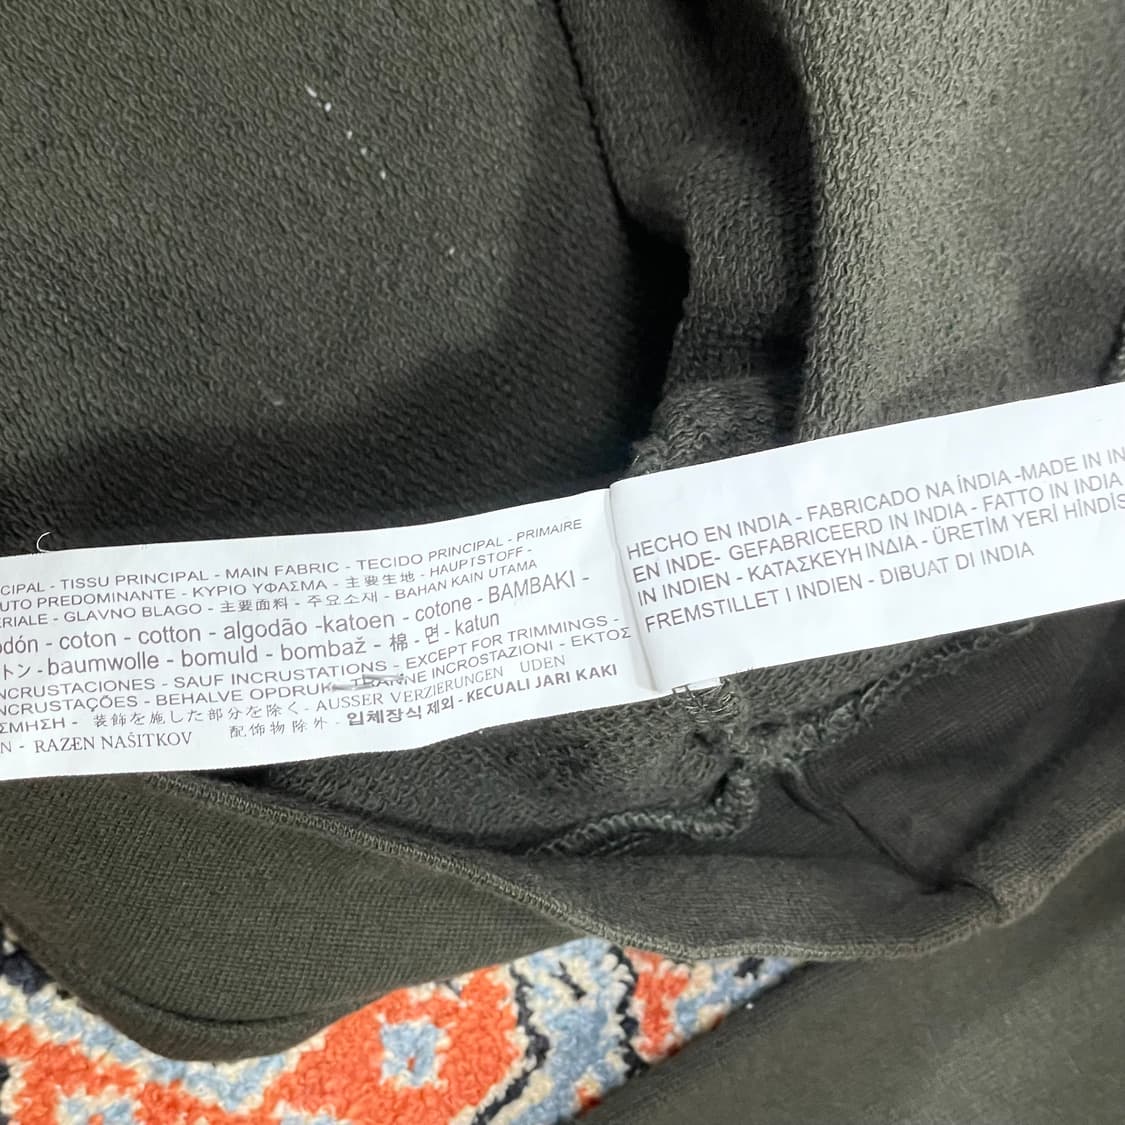 CIPAL - TISSU PRINCIPAL - MAIN FABRIC - TECIDO PRINCIPAL - PRIMAIRE
UTO PREDOMINANTE - ΚΥΡΙΟ ΥΦΑΣΜΑ - 主要生地 - HAUPTSTOFF -
ERIALE - GLAVNO BLAGO - 主要面料 - 주요소재 - BAHAN KAIN UTAMA
odón - coton - cotton - algodão -katoen - cotone - BAMBAKI -
トン - baumwolle - bomuld - bombaž - 棉 - 면 - katun
NCRUSTACIONES - SAUF INCRUSTATIONS - EXCEPT FOR TRIMMINGS -
NCRUSTAÇÕES - BEHALVE OPDRUK INCROSTAZIONI - ΕΚΤΟΣ
ΣΜΗΣΗ - 装飾を施した部分を除く - AUSSER VERZIERUNGEN UDEN
N - RAZEN NAŠITKOV 配饰物除外 - 입체장식 제외 - KECUALI JARI KAKI
HECHO EN INDIA - FABRICADO NA ÍNDIA -MADE IN IN
EN INDE- GEFABRICEERD IN INDIA - FATTO IN INDIA
IN INDIEN - ΚΑΤΑΣΚΕΥΗ ΙΝΔΙΑ - ÜRETİM YERİ HİNDİS
FREMSTILLET I INDIEN - DIBUAT DI INDIA